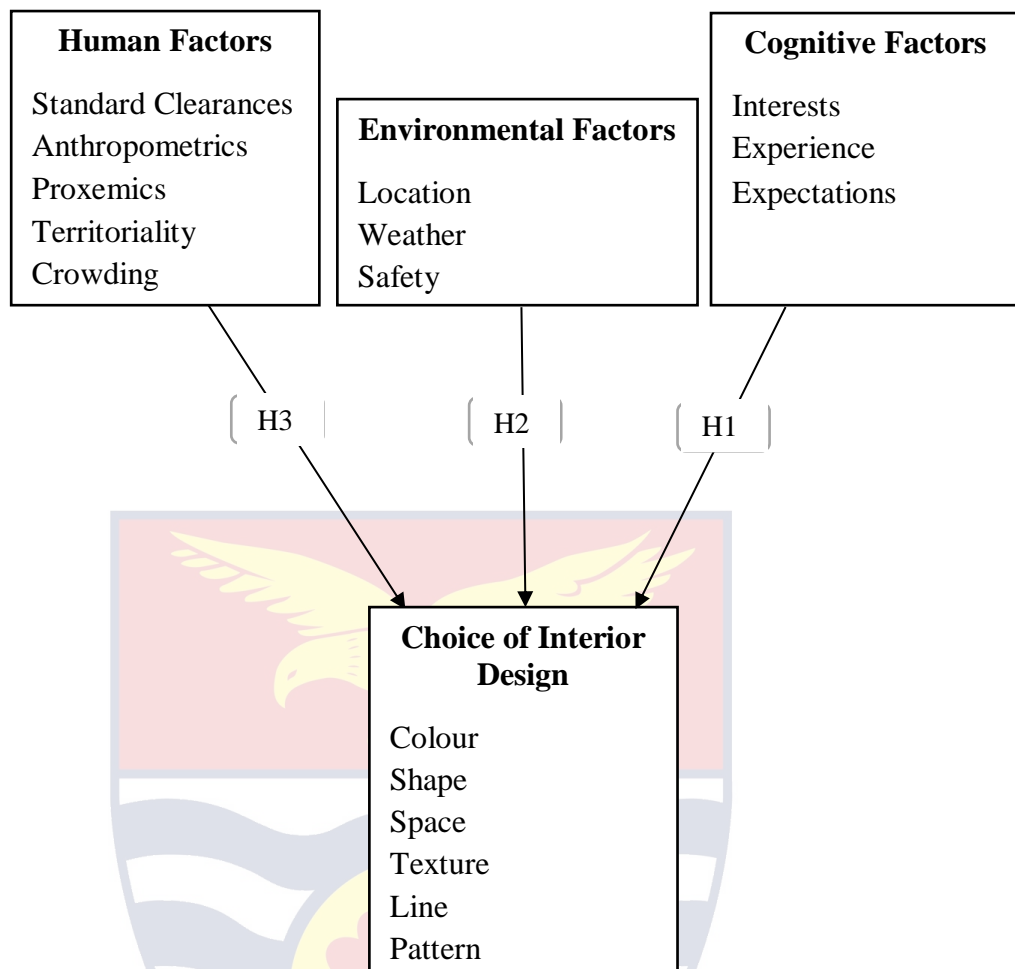 Human Factors
Standard Clearances
Anthropometrics
Proxemics
Territoriality
Crowding
Environmental Factors
Location
Weather
Safety
Cognitive Factors
Interests
Experience
Expectations
H3
H2
H1
Choice of Interior
Design
Colour
Shape
Space
Texture
Line
Pattern